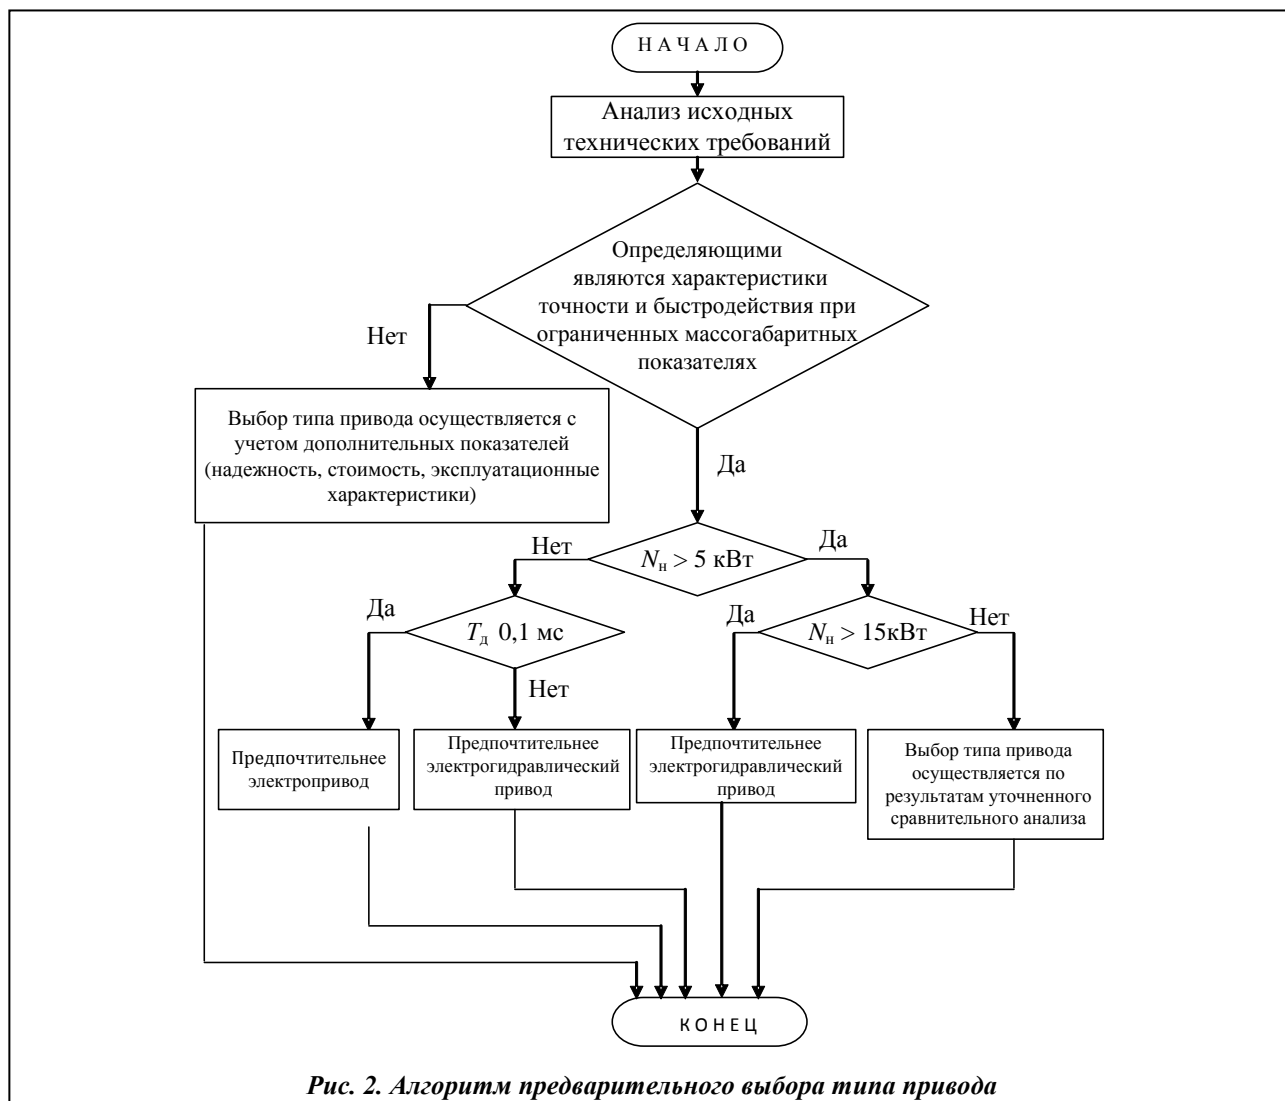 НАЧАЛО
Анализ исходных
технических требований
Определяющими
являются характеристики
точности и быстродействия при
ограниченных массогабаритных
показателях
Нет
Выбор типа привода осуществляется с
учетом дополнительных показателей
(надежность, стоимость, эксплуатационные
характеристики)
Да
Nн > 5 кВт
Нет
Да
Да
Tд 0,1 мс
Нет
Да
Nн > 15кВт
Нет
Предпочтительнее
электропривод
Предпочтительнее
электрогидравлический
привод
Предпочтительнее
электрогидравлический
привод
Выбор типа привода
осуществляется по
результатам уточненного
сравнительного анализа
КОНЕЦ
Рис. 2. Алгоритм предварительного выбора типа привода